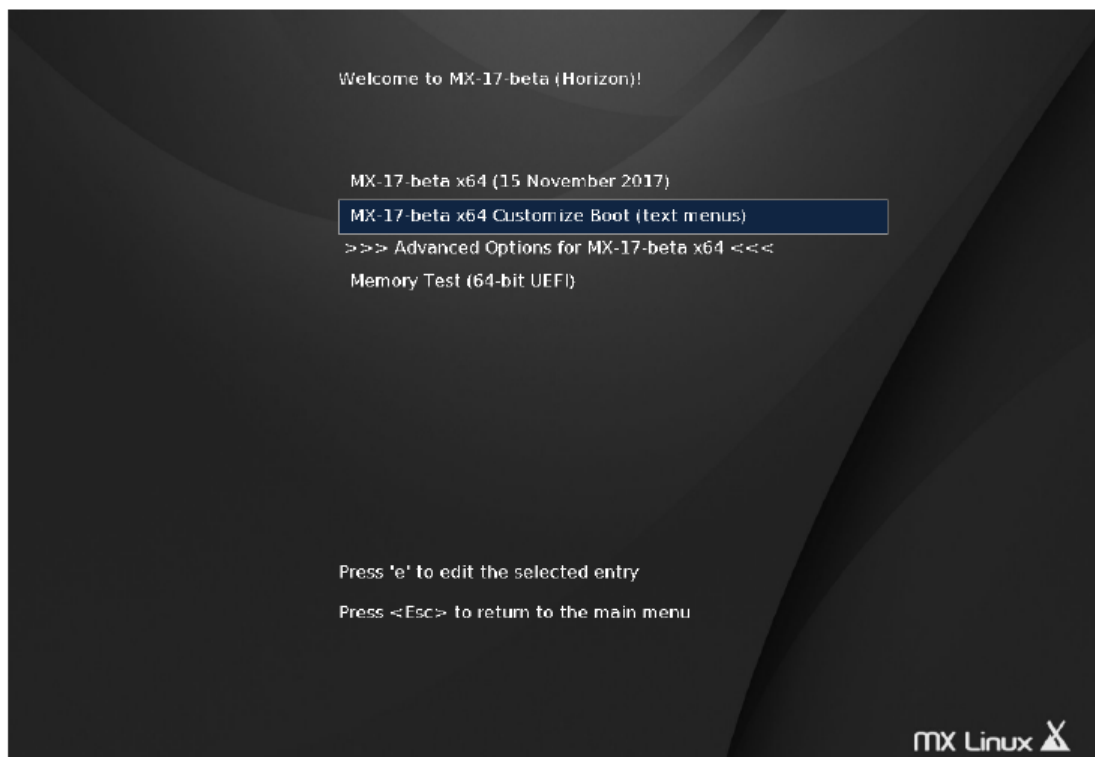 Welcome to MX-17-beta (Horizon)!
MX-17-beta x64 (15 November 2017)
MX-17-beta x64 Customize Boot (text menus)
>>> Advanced Options for MX-17-beta x64 <<<
Memory Test (64-bit UEFI)
Press 'e' to edit the selected entry
Press <Esc> to return to the main menu
MX Linux